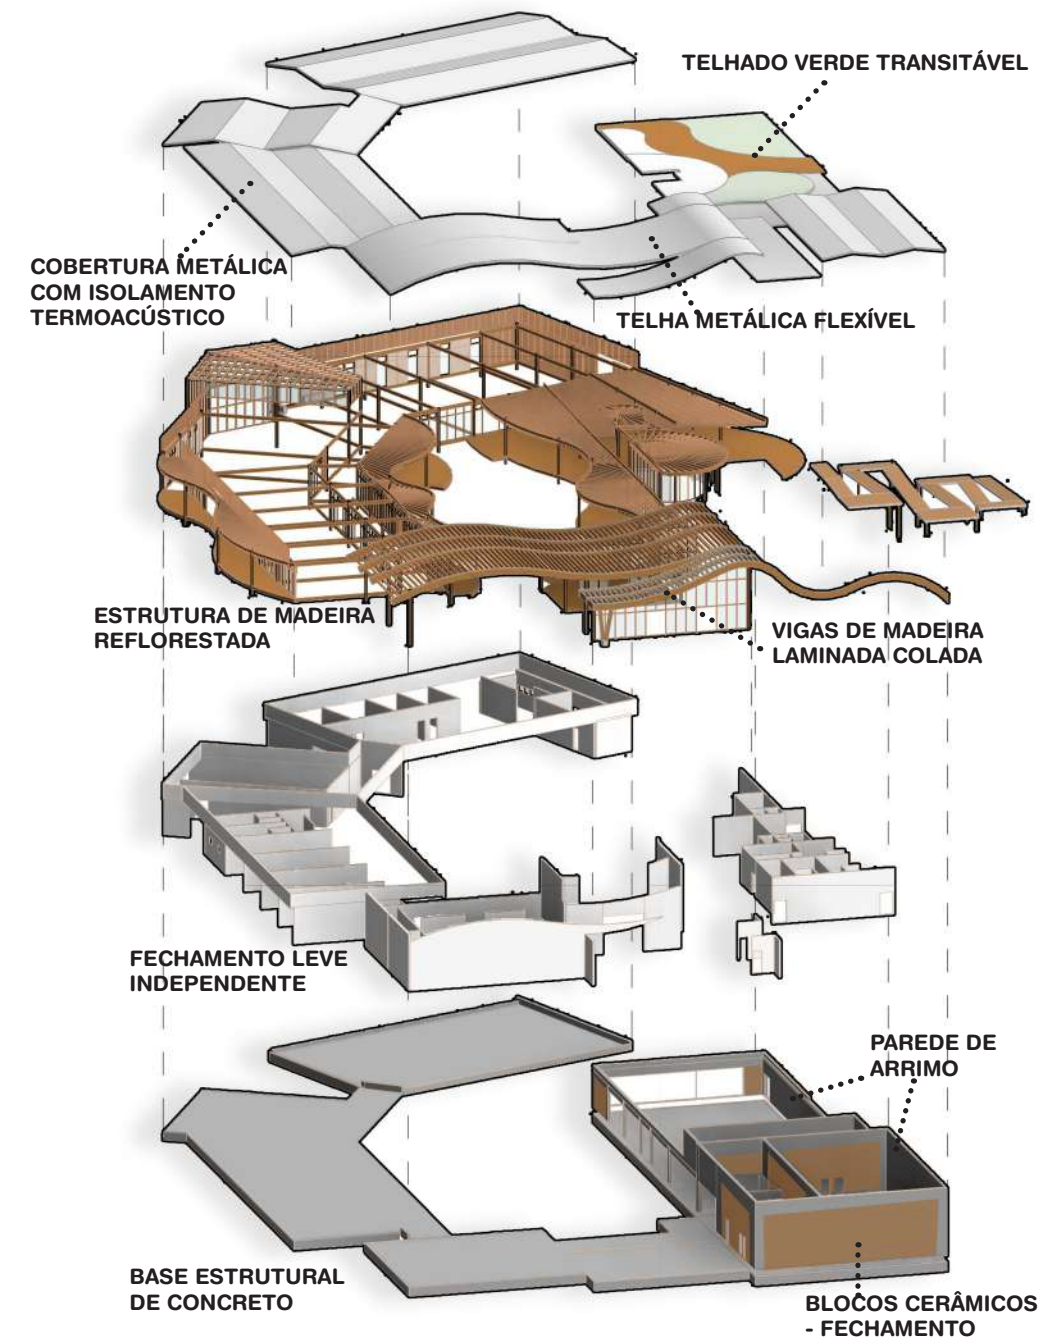 TELHADO VERDE TRANSITÁVEL
COBERTURA METÁLICA
COM ISOLAMENTO
TERMOACÚSTICO
TELHA METÁLICA FLEXÍVEL
ESTRUTURA DE MADEIRA
REFLORESTADA
VIGAS DE MADEIRA
LAMINADA COLADA
FECHAMENTO LEVE
INDEPENDENTE
PAREDE DE
ARRIMO
BASE ESTRUTURAL
DE CONCRETO
BLOCOS CERÂMICOS
- FECHAMENTO